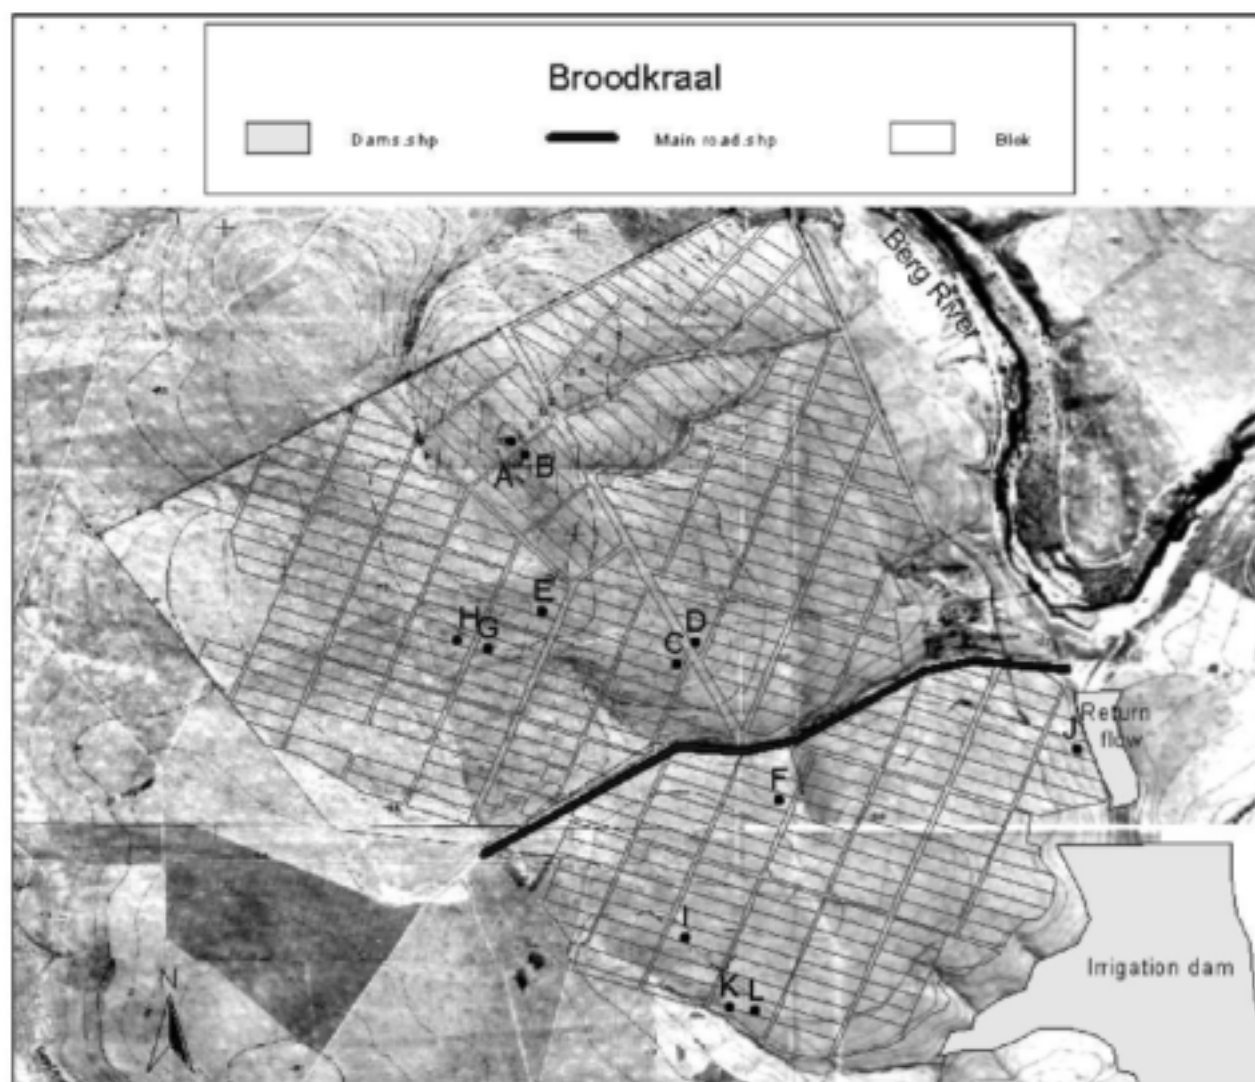 Broodkraal
Dams.shp
Main road.shp
Blok
Berg River
A
B
E
H
G
D
C
Return
flow
J
F
I
Irrigation dam
K
L
N